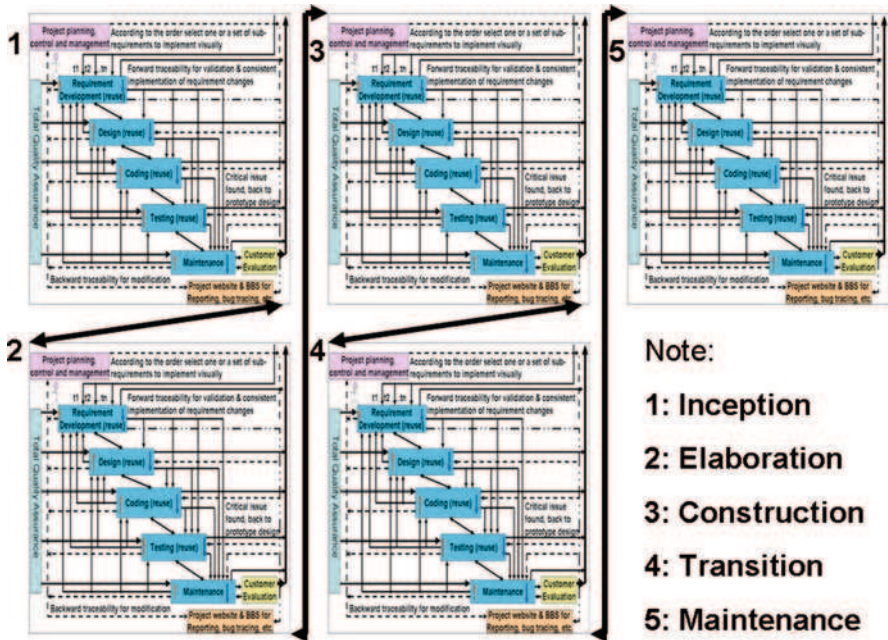 1
Project planning,
control and management
According to the order select one or a set of sub-
requirements to implement visually
t1 t2 tn
Forward traceability for validation & consistent
implementation of requirement changes
Requirement
Development (reuse)
Total Quality Assurance
Design (reuse)
Coding (reuse)
Critical issue
found, back to
prototype design
Testing (reuse)
Maintenance
Customer
Evaluation
Backward traceability for modification
Project website & BBS for
Reporting, bug tracing, etc.
2
Project planning,
control and management
According to the order select one or a set of sub-
requirements to implement visually
t1 t2 tn
Forward traceability for validation & consistent
implementation of requirement changes
Requirement
Development (reuse)
Total Quality Assurance
Design (reuse)
Coding (reuse)
Critical issue
found, back to
prototype design
Testing (reuse)
Maintenance
Customer
Evaluation
Backward traceability for modification
Project website & BBS for
Reporting, bug tracing, etc.
3
Project planning,
control and management
According to the order select one or a set of sub-
requirements to implement visually
t1 t2 tn
Forward traceability for validation & consistent
implementation of requirement changes
Requirement
Development (reuse)
Total Quality Assurance
Design (reuse)
Coding (reuse)
Critical issue
found, back to
prototype design
Testing (reuse)
Maintenance
Customer
Evaluation
Backward traceability for modification
Project website & BBS for
Reporting, bug tracing, etc.
4
Project planning,
control and management
According to the order select one or a set of sub-
requirements to implement visually
t1 t2 tn
Forward traceability for validation & consistent
implementation of requirement changes
Requirement
Development (reuse)
Total Quality Assurance
Design (reuse)
Coding (reuse)
Critical issue
found, back to
prototype design
Testing (reuse)
Maintenance
Customer
Evaluation
Backward traceability for modification
Project website & BBS for
Reporting, bug tracing, etc.
5
Project planning,
control and management
According to the order select one or a set of sub-
requirements to implement visually
t1 t2 tn
Forward traceability for validation & consistent
implementation of requirement changes
Requirement
Development (reuse)
Total Quality Assurance
Design (reuse)
Coding (reuse)
Critical issue
found, back to
prototype design
Testing (reuse)
Maintenance
Customer
Evaluation
Backward traceability for modification
Project website & BBS for
Reporting, bug tracing, etc.
Note:
1: Inception
2: Elaboration
3: Construction
4: Transition
5: Maintenance